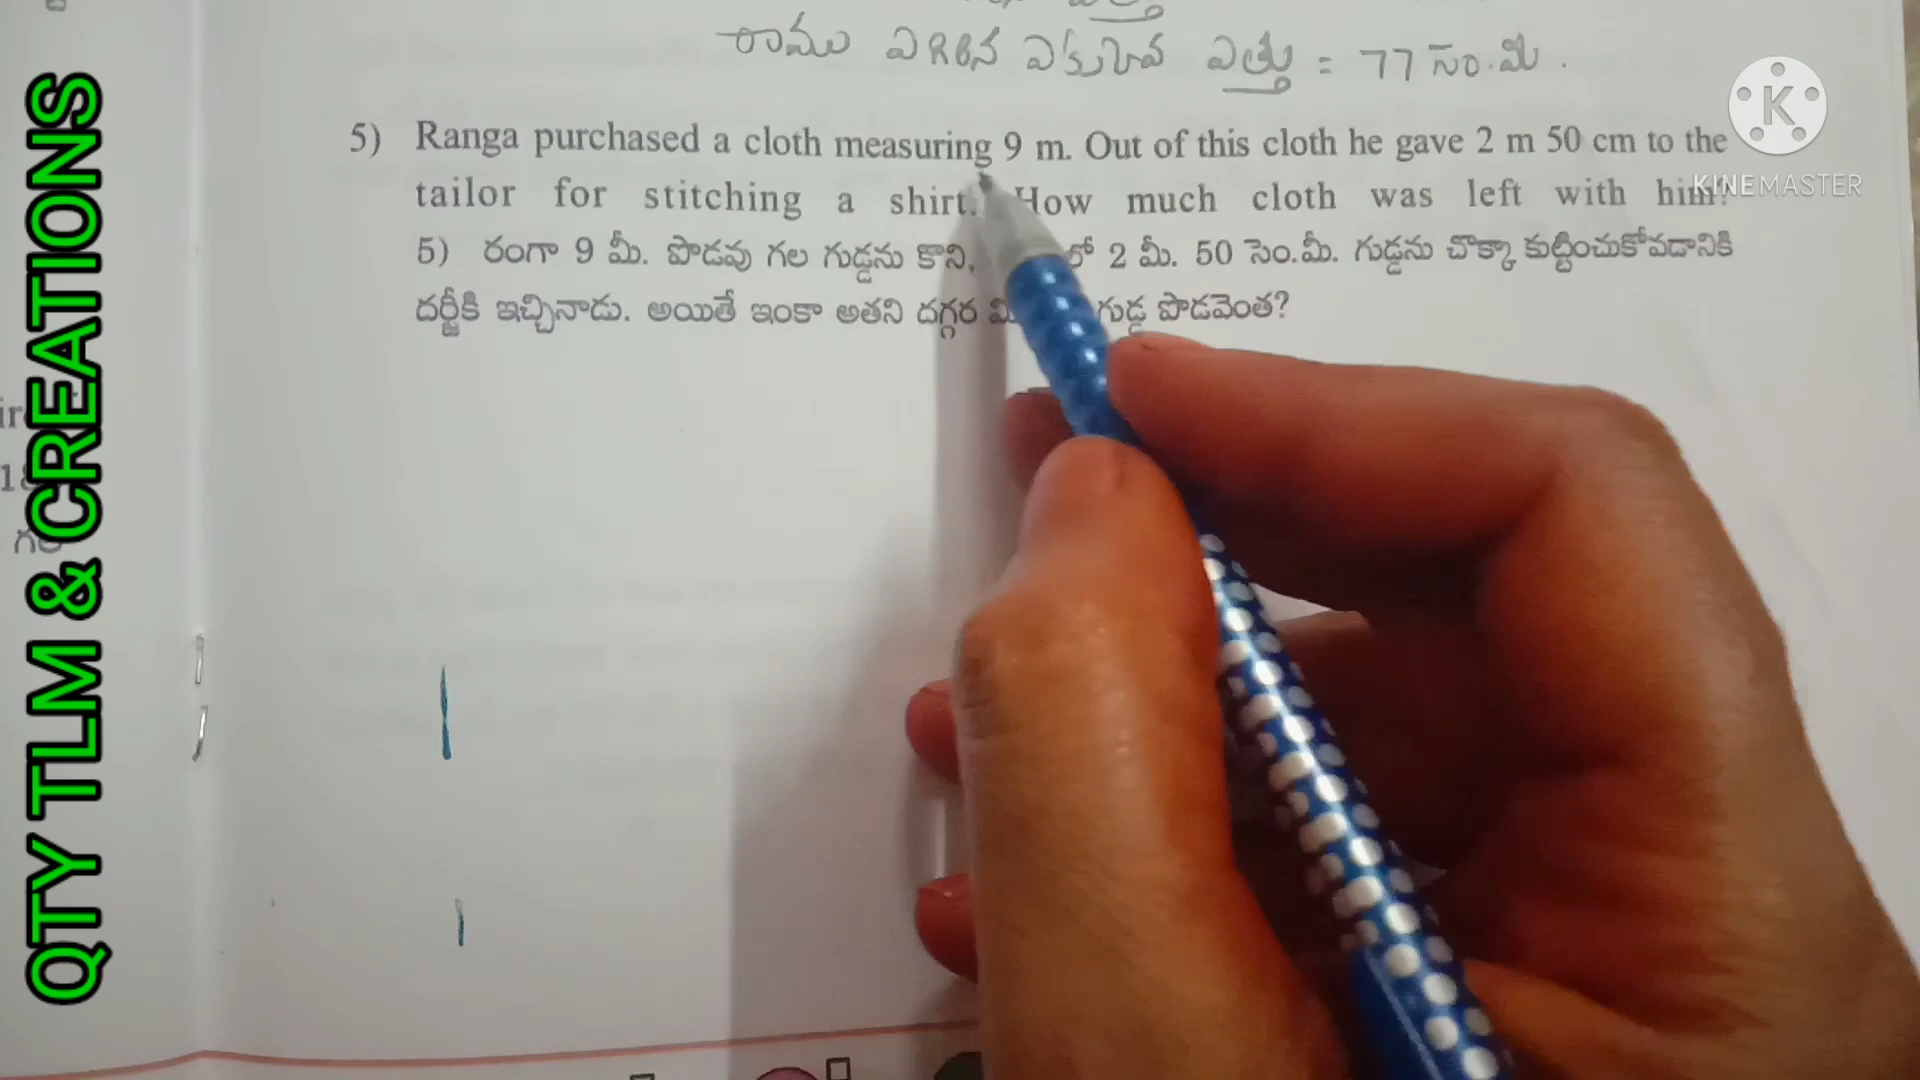 రాము ఎగిరిన ఎత్తు = 77 సెం.మీ.
5) Ranga purchased a cloth measuring 9 m. Out of this cloth he gave 2 m 50 cm to the
tailor for stitching a shirt. How much cloth was left with him?
5) రంగా 9 మీ. పొడవు గల గుడ్డను కొని, 2 మీ. 50 సెం.మీ. గుడ్డను చొక్కా కుట్టించుకోవడానికి
దర్జీకి ఇచ్చినాడు. అయితే ఇంకా అతని దగ్గర గుడ్డ పొడవెంత?
KINEMASTER
QTY TLM & CREATIONS